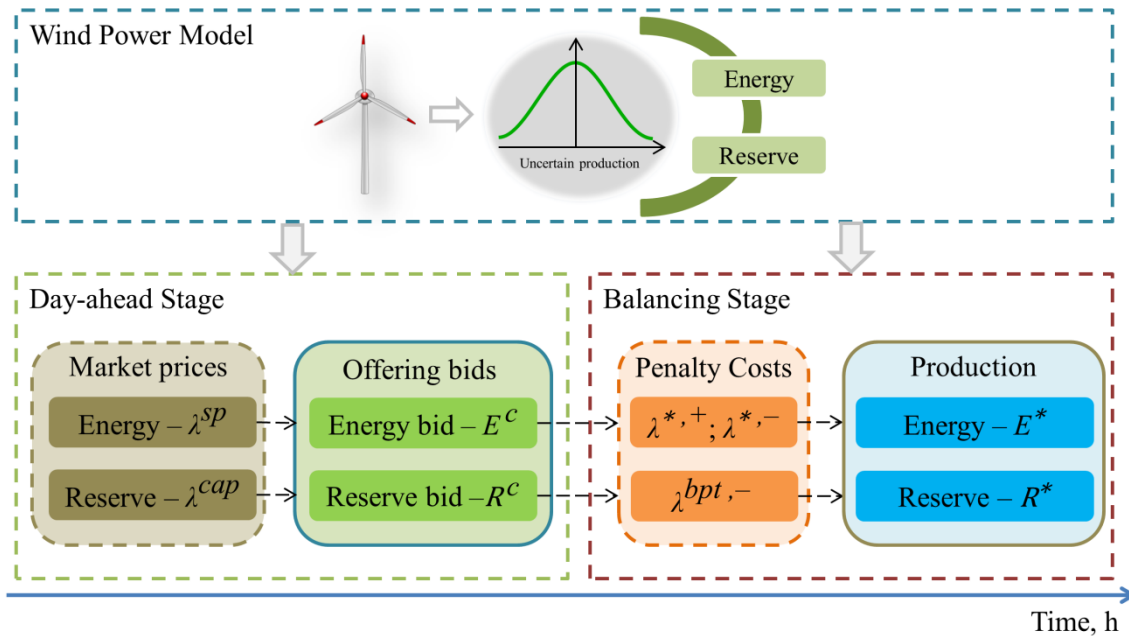 Wind Power Model
Energy
Reserve
Uncertain production
Day-ahead Stage
Market prices
Energy – λ^sp
Reserve – λ^cap
Offering bids
Energy bid – E^c
Reserve bid –R^c
Balancing Stage
Penalty Costs
λ^*,+; λ^*,–
λ^bpt,–
Production
Energy – E^*
Reserve – R^*
Time, h